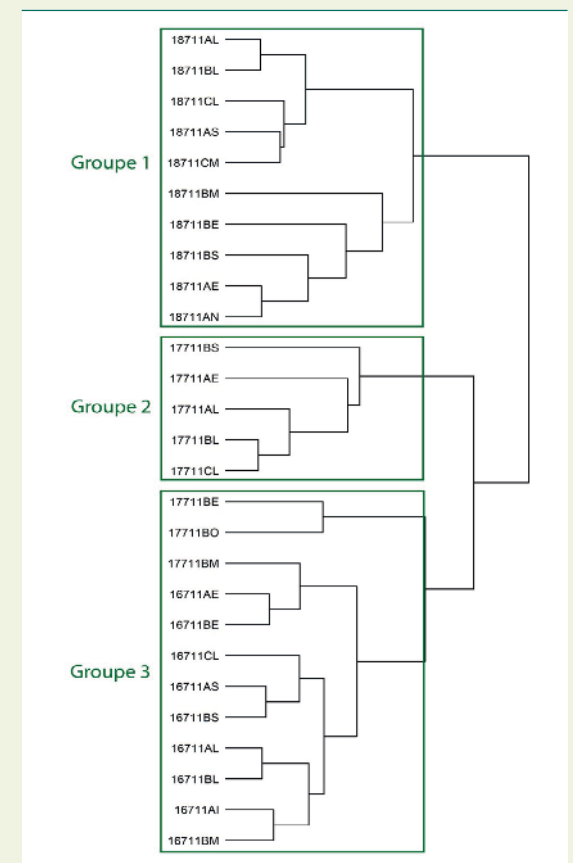 18711AL
18711BL
18711CL
18711AS
Groupe 1
18711CM
18711BM
18711BE
18711BS
18711AE
18711AN
17711BS
17711AE
Groupe 2
17711AL
17711BL
17711CL
17711BE
17711BO
17711BM
16711AE
16711BE
16711CL
Groupe 3
16711AS
16711BS
16711AL
16711BL
16711AI
16711BM